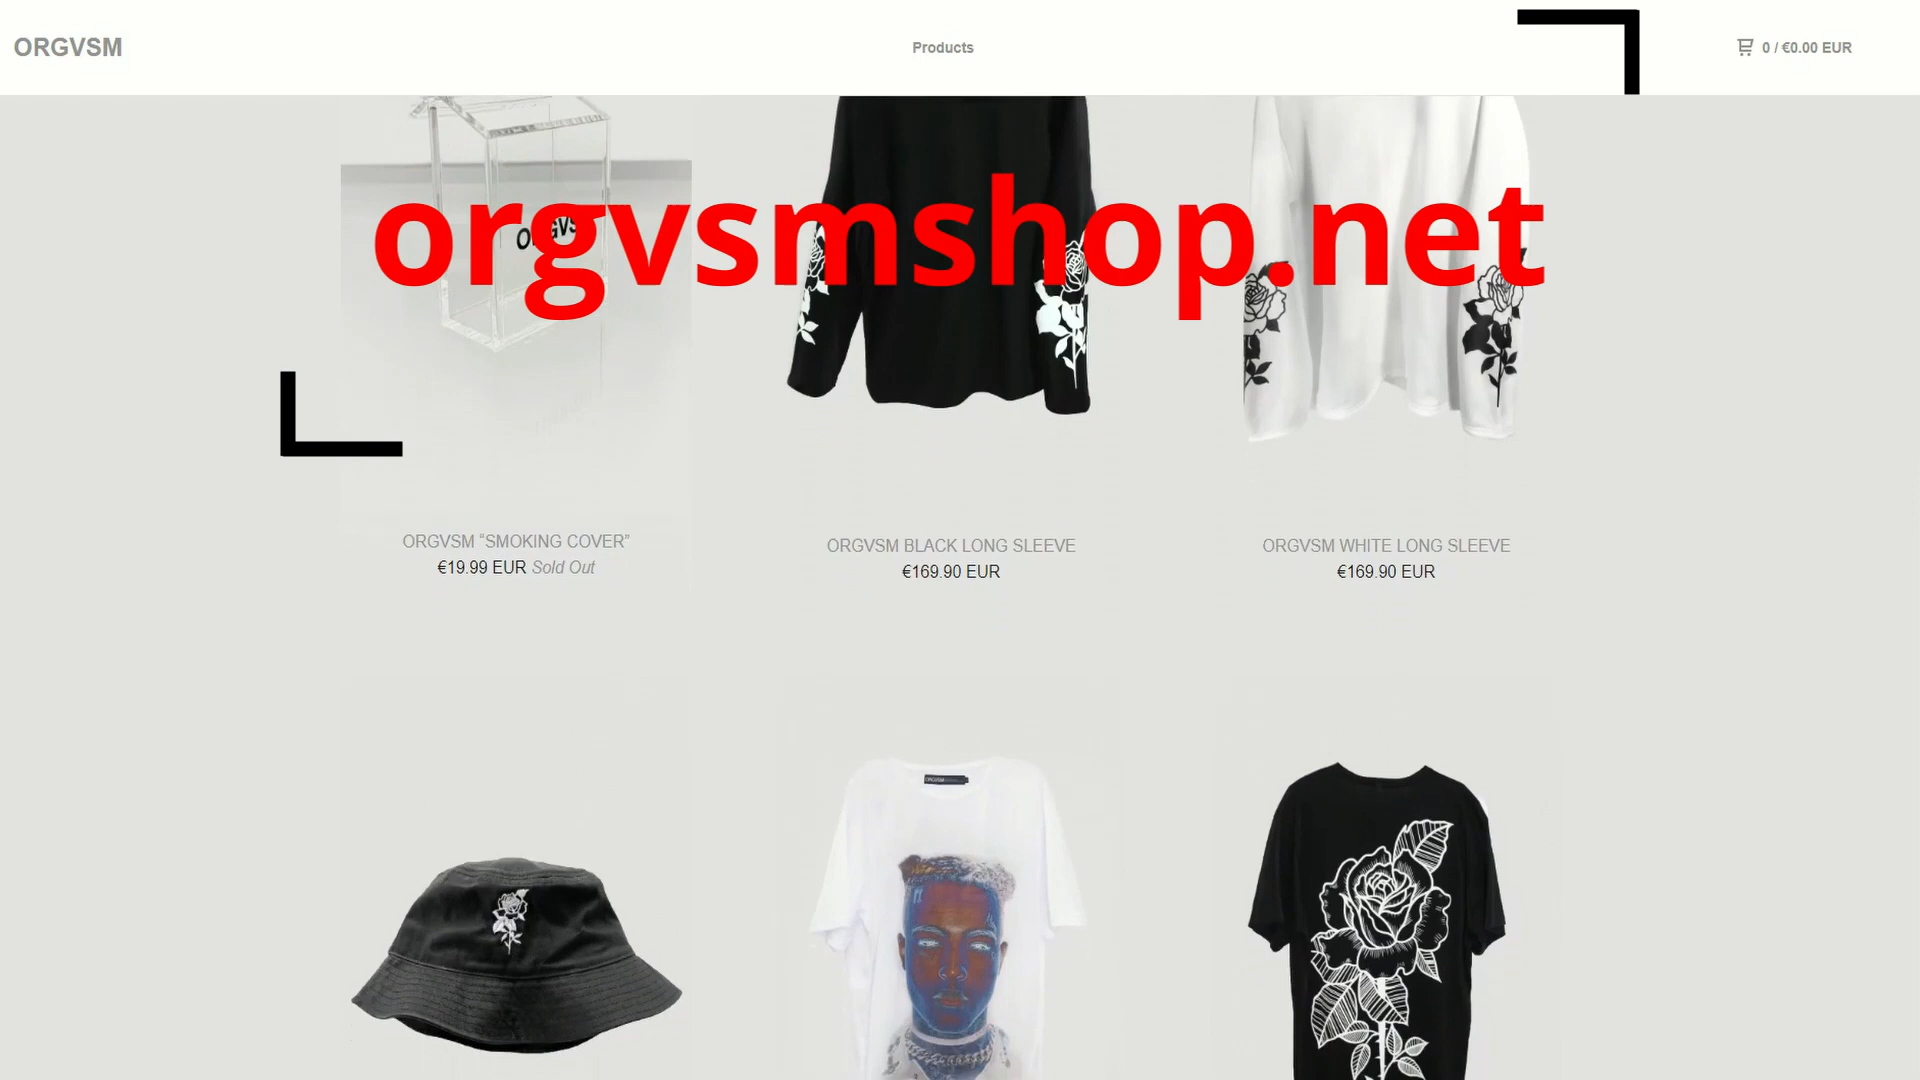 ORGVSM
Products
0 / €0.00 EUR
orgvsmshop.net
ORGVSM “SMOKING COVER”
€19.99 EUR Sold Out
ORGVSM BLACK LONG SLEEVE
€169.90 EUR
ORGVSM WHITE LONG SLEEVE
€169.90 EUR